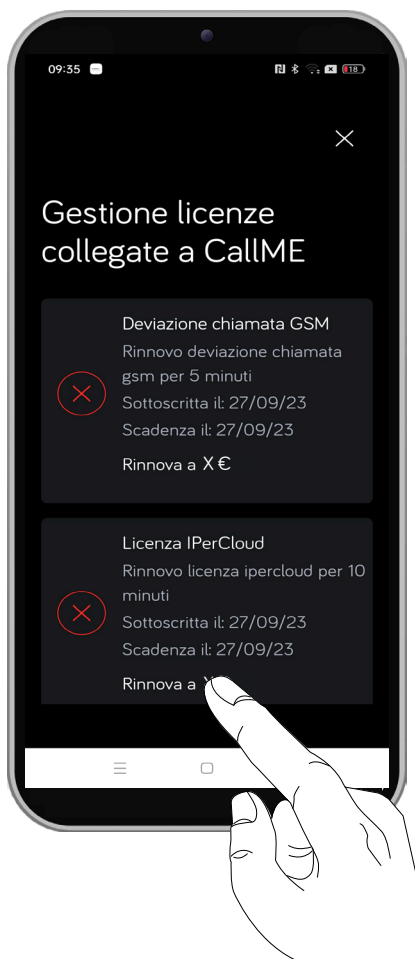 09:35
18
Gestione licenze
collegate a CallME
Deviazione chiamata GSM
Rinnovo deviazione chiamata
gsm per 5 minuti
Sottoscritta il: 27/09/23
Scadenza il: 27/09/23
Rinnova a X €
Licenza IPerCloud
Rinnovo licenza ipercloud per 10
minuti
Sottoscritta il: 27/09/23
Scadenza il: 27/09/23
Rinnova a